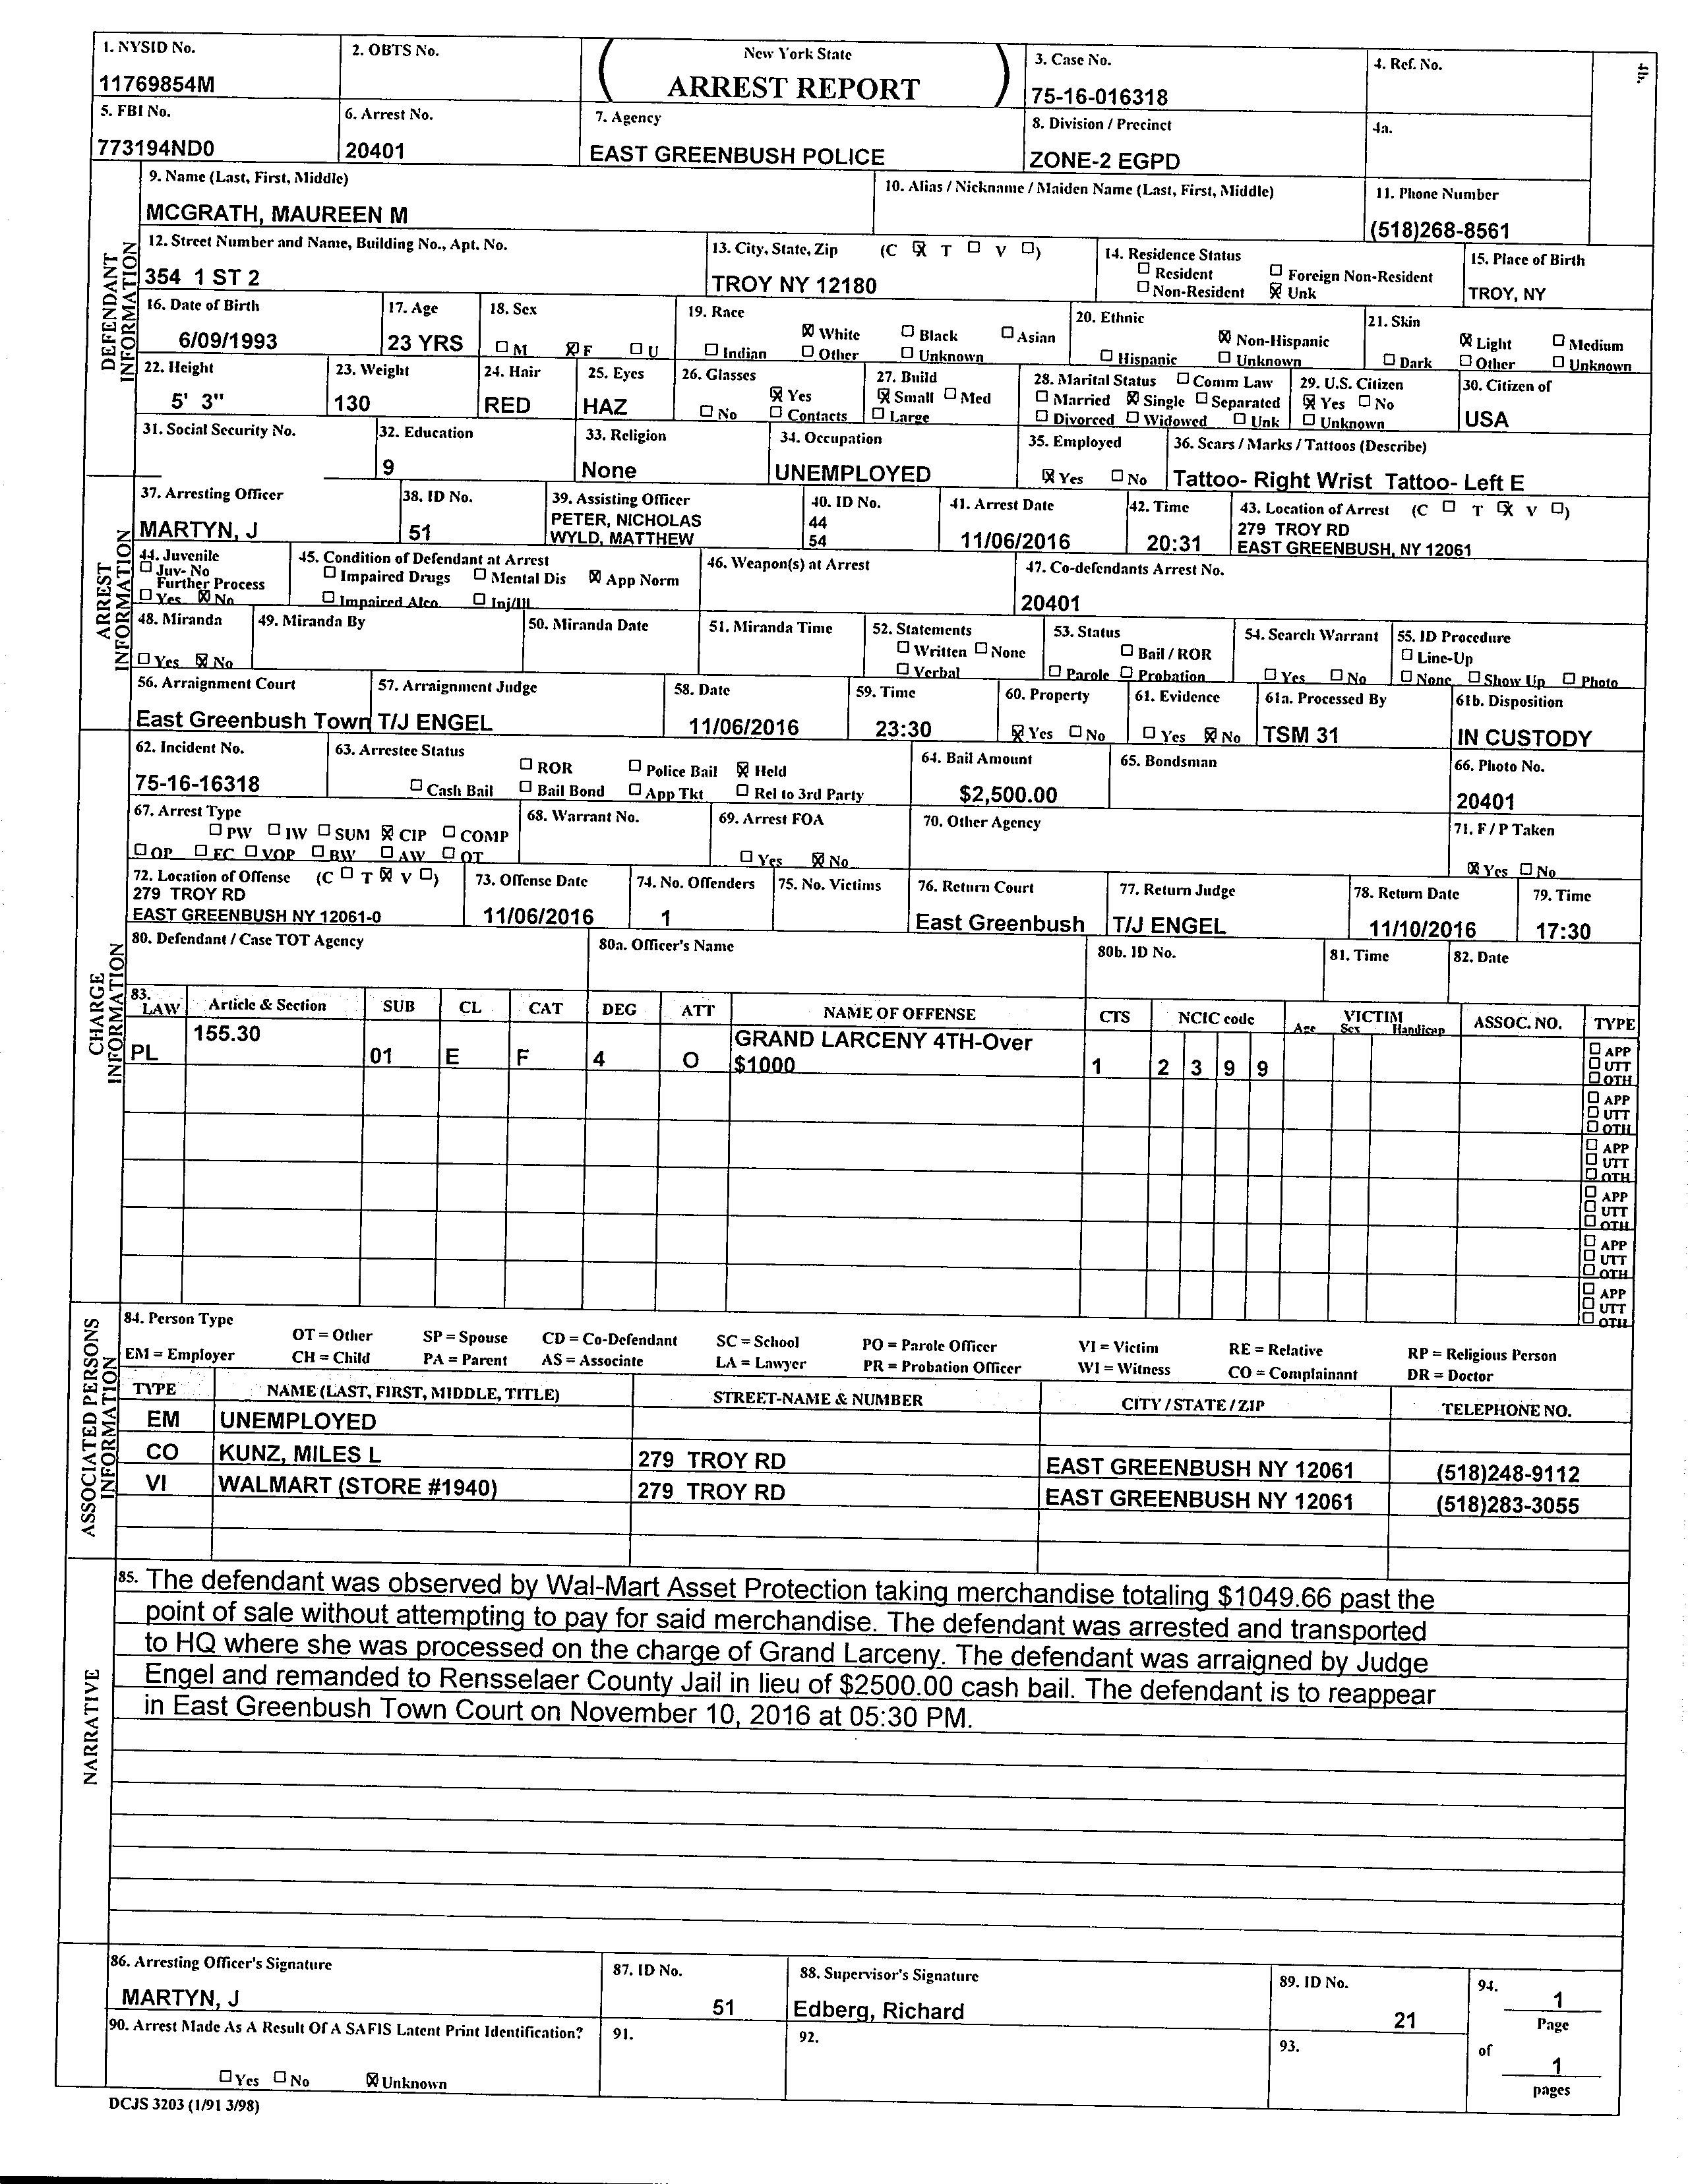 1. NYSID No.
11769854M
2. OBTS No.
New York State
ARREST REPORT
3. Case No.
75-16-016318
4. Ref. No.
4b.
5. FBI No.
773194ND0
6. Arrest No.
20401
7. Agency
EAST GREENBUSH POLICE
8. Division / Precinct
ZONE-2 EGPD
4a.
DEFENDANT INFORMATION
9. Name (Last, First, Middle)
MCGRATH, MAUREEN M
10. Alias / Nickname / Maiden Name (Last, First, Middle)
11. Phone Number
(518)268-8561
12. Street Number and Name, Building No., Apt. No.
354 1 ST 2
13. City, State, Zip (C ☒ T ☐ V ☐)
TROY NY 12180
14. Residence Status
☐ Resident ☐ Foreign Non-Resident
☐ Non-Resident ☒ Unk
15. Place of Birth
TROY, NY
16. Date of Birth
6/09/1993
17. Age
23 YRS
18. Sex
☐ M ☒ F ☐ U
19. Race
☒ White ☐ Black ☐ Asian
☐ Indian ☐ Other ☐ Unknown
20. Ethnic
☒ Non-Hispanic
☐ Hispanic ☐ Unknown
21. Skin
☒ Light ☐ Medium
☐ Dark ☐ Other ☐ Unknown
22. Height
5' 3"
23. Weight
130
24. Hair
RED
25. Eyes
HAZ
26. Glasses
☒ Yes
☐ No ☐ Contacts
27. Build
☒ Small ☐ Med
☐ Large
28. Marital Status ☐ Comm Law
☐ Married ☒ Single ☐ Separated
☐ Divorced ☐ Widowed ☐ Unk
29. U.S. Citizen
☒ Yes ☐ No
☐ Unknown
30. Citizen of
USA
31. Social Security No.
32. Education
9
33. Religion
None
34. Occupation
UNEMPLOYED
35. Employed
☒ Yes ☐ No
36. Scars / Marks / Tattoos (Describe)
Tattoo- Right Wrist Tattoo- Left E
ARREST INFORMATION
37. Arresting Officer
MARTYN, J
38. ID No.
51
39. Assisting Officer
PETER, NICHOLAS
WYLD, MATTHEW
40. ID No.
44
54
41. Arrest Date
11/06/2016
42. Time
20:31
43. Location of Arrest (C ☐ T ☒ V ☐)
279 TROY RD
EAST GREENBUSH, NY 12061
44. Juvenile
☐ Juv- No
Further Process
☐ Yes ☒ No
45. Condition of Defendant at Arrest
☐ Impaired Drugs ☐ Mental Dis ☒ App Norm
☐ Impaired Alco ☐ Inj/Ill
46. Weapon(s) at Arrest
47. Co-defendants Arrest No.
20401
48. Miranda
☐ Yes ☒ No
49. Miranda By
50. Miranda Date
51. Miranda Time
52. Statements
☐ Written ☐ None
☐ Verbal
53. Status
☐ Bail / ROR
☐ Parole ☐ Probation
54. Search Warrant
☐ Yes ☐ No
55. ID Procedure
☐ Line-Up
☐ None ☐ Show Up ☐ Photo
56. Arraignment Court
East Greenbush Town
57. Arraignment Judge
T/J ENGEL
58. Date
11/06/2016
59. Time
23:30
60. Property
☒ Yes ☐ No
61. Evidence
☐ Yes ☒ No
61a. Processed By
TSM 31
61b. Disposition
IN CUSTODY
62. Incident No.
75-16-16318
63. Arrestee Status
☐ ROR ☐ Police Bail ☒ Held
☐ Cash Bail ☐ Bail Bond ☐ App Tkt ☐ Rel to 3rd Party
64. Bail Amount
$2,500.00
65. Bondsman
66. Photo No.
20401
67. Arrest Type
☐ PW ☐ IW ☐ SUM ☒ CIP ☐ COMP
☐ OP ☐ FC ☐ VOP ☐ BW ☐ AW ☐ OT
68. Warrant No.
69. Arrest FOA
☐ Yes ☒ No
70. Other Agency
71. F / P Taken
☒ Yes ☐ No
CHARGE INFORMATION
72. Location of Offense (C ☐ T ☒ V ☐)
279 TROY RD
EAST GREENBUSH NY 12061-0
73. Offense Date
11/06/2016
74. No. Offenders
1
75. No. Victims
76. Return Court
East Greenbush
77. Return Judge
T/J ENGEL
78. Return Date
11/10/2016
79. Time
17:30
80. Defendant / Case TOT Agency
80a. Officer's Name
80b. ID No.
81. Time
82. Date
83. LAW Article & Section SUB CL CAT DEG ATT NAME OF OFFENSE CTS NCIC code VICTIM Age Sex Handicap ASSOC. NO. TYPE
PL 155.30 01 E F 4 O GRAND LARCENY 4TH-Over $1000 1 2 3 9 9
☐ APP
☐ UTT
☐ OTH
☐ APP
☐ UTT
☐ OTH
☐ APP
☐ UTT
☐ OTH
☐ APP
☐ UTT
☐ OTH
☐ APP
☐ UTT
☐ OTH
☐ APP
☐ UTT
☐ OTH
ASSOCIATED PERSONS INFORMATION
84. Person Type
OT = Other SP = Spouse CD = Co-Defendant SC = School PO = Parole Officer VI = Victim RE = Relative RP = Religious Person
EM = Employer CH = Child PA = Parent AS = Associate LA = Lawyer PR = Probation Officer WI = Witness CO = Complainant DR = Doctor
TYPE NAME (LAST, FIRST, MIDDLE, TITLE) STREET-NAME & NUMBER CITY / STATE / ZIP TELEPHONE NO.
EM UNEMPLOYED
CO KUNZ, MILES L 279 TROY RD EAST GREENBUSH NY 12061 (518)248-9112
VI WALMART (STORE #1940) 279 TROY RD EAST GREENBUSH NY 12061 (518)283-3055
NARRATIVE
85. The defendant was observed by Wal-Mart Asset Protection taking merchandise totaling $1049.66 past the
point of sale without attempting to pay for said merchandise. The defendant was arrested and transported
to HQ where she was processed on the charge of Grand Larceny. The defendant was arraigned by Judge
Engel and remanded to Rensselaer County Jail in lieu of $2500.00 cash bail. The defendant is to reappear
in East Greenbush Town Court on November 10, 2016 at 05:30 PM.
86. Arresting Officer's Signature
MARTYN, J
87. ID No.
51
88. Supervisor's Signature
Edberg, Richard
89. ID No.
21
94.
1
Page
of
1
pages
90. Arrest Made As A Result Of A SAFIS Latent Print Identification?
☐ Yes ☐ No ☒ Unknown
91.
92.
93.
DCJS 3203 (1/91 3/98)